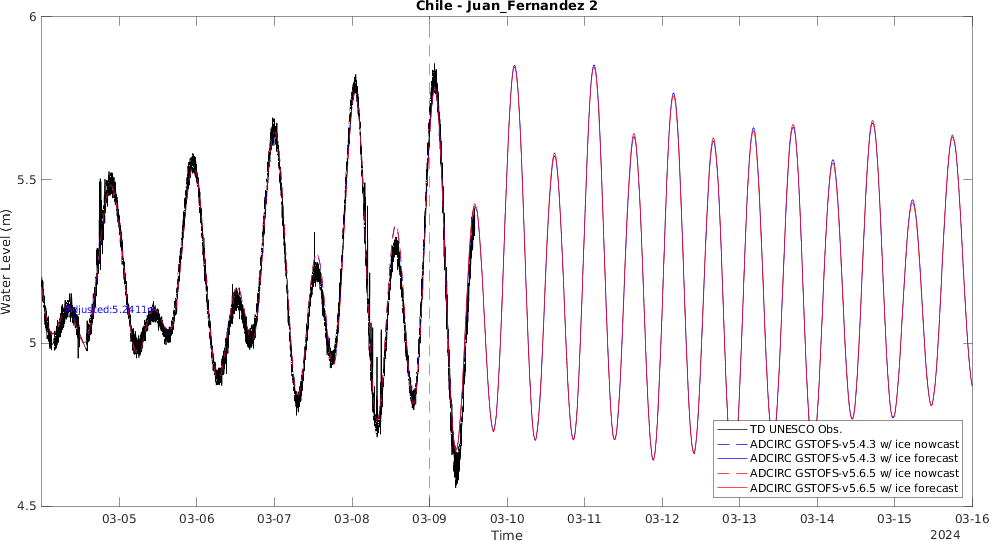 Chile - Juan_Fernandez 2
6
5.5
5
4.5
Water Level (m)
Adjusted:5.2411m
TD UNESCO Obs.
ADCIRC GSTOFS-v5.4.3 w/ ice nowcast
ADCIRC GSTOFS-v5.4.3 w/ ice forecast
ADCIRC GSTOFS-v5.6.5 w/ ice nowcast
ADCIRC GSTOFS-v5.6.5 w/ ice forecast
03-05 03-06 03-07 03-08 03-09 03-10 03-11 03-12 03-13 03-14 03-15 03-16
Time
2024